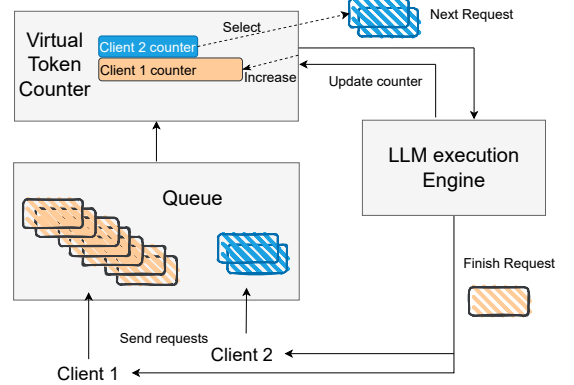 Virtual
Token
Counter
Client 2 counter
Client 1 counter
Select
Increase
Next Request
Update counter
LLM execution
Engine
Queue
Finish Request
Send requests
Client 2
Client 1